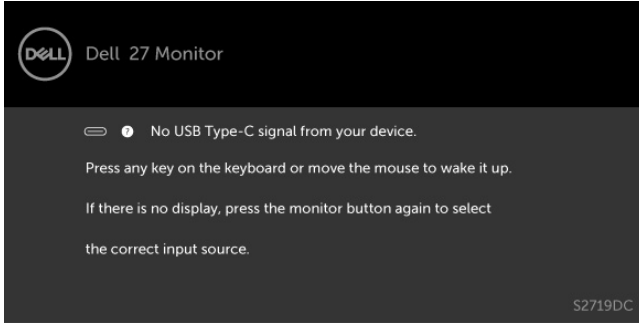 DELL
Dell 27 Monitor
? No USB Type-C signal from your device.
Press any key on the keyboard or move the mouse to wake it up.
If there is no display, press the monitor button again to select
the correct input source.
S2719DC